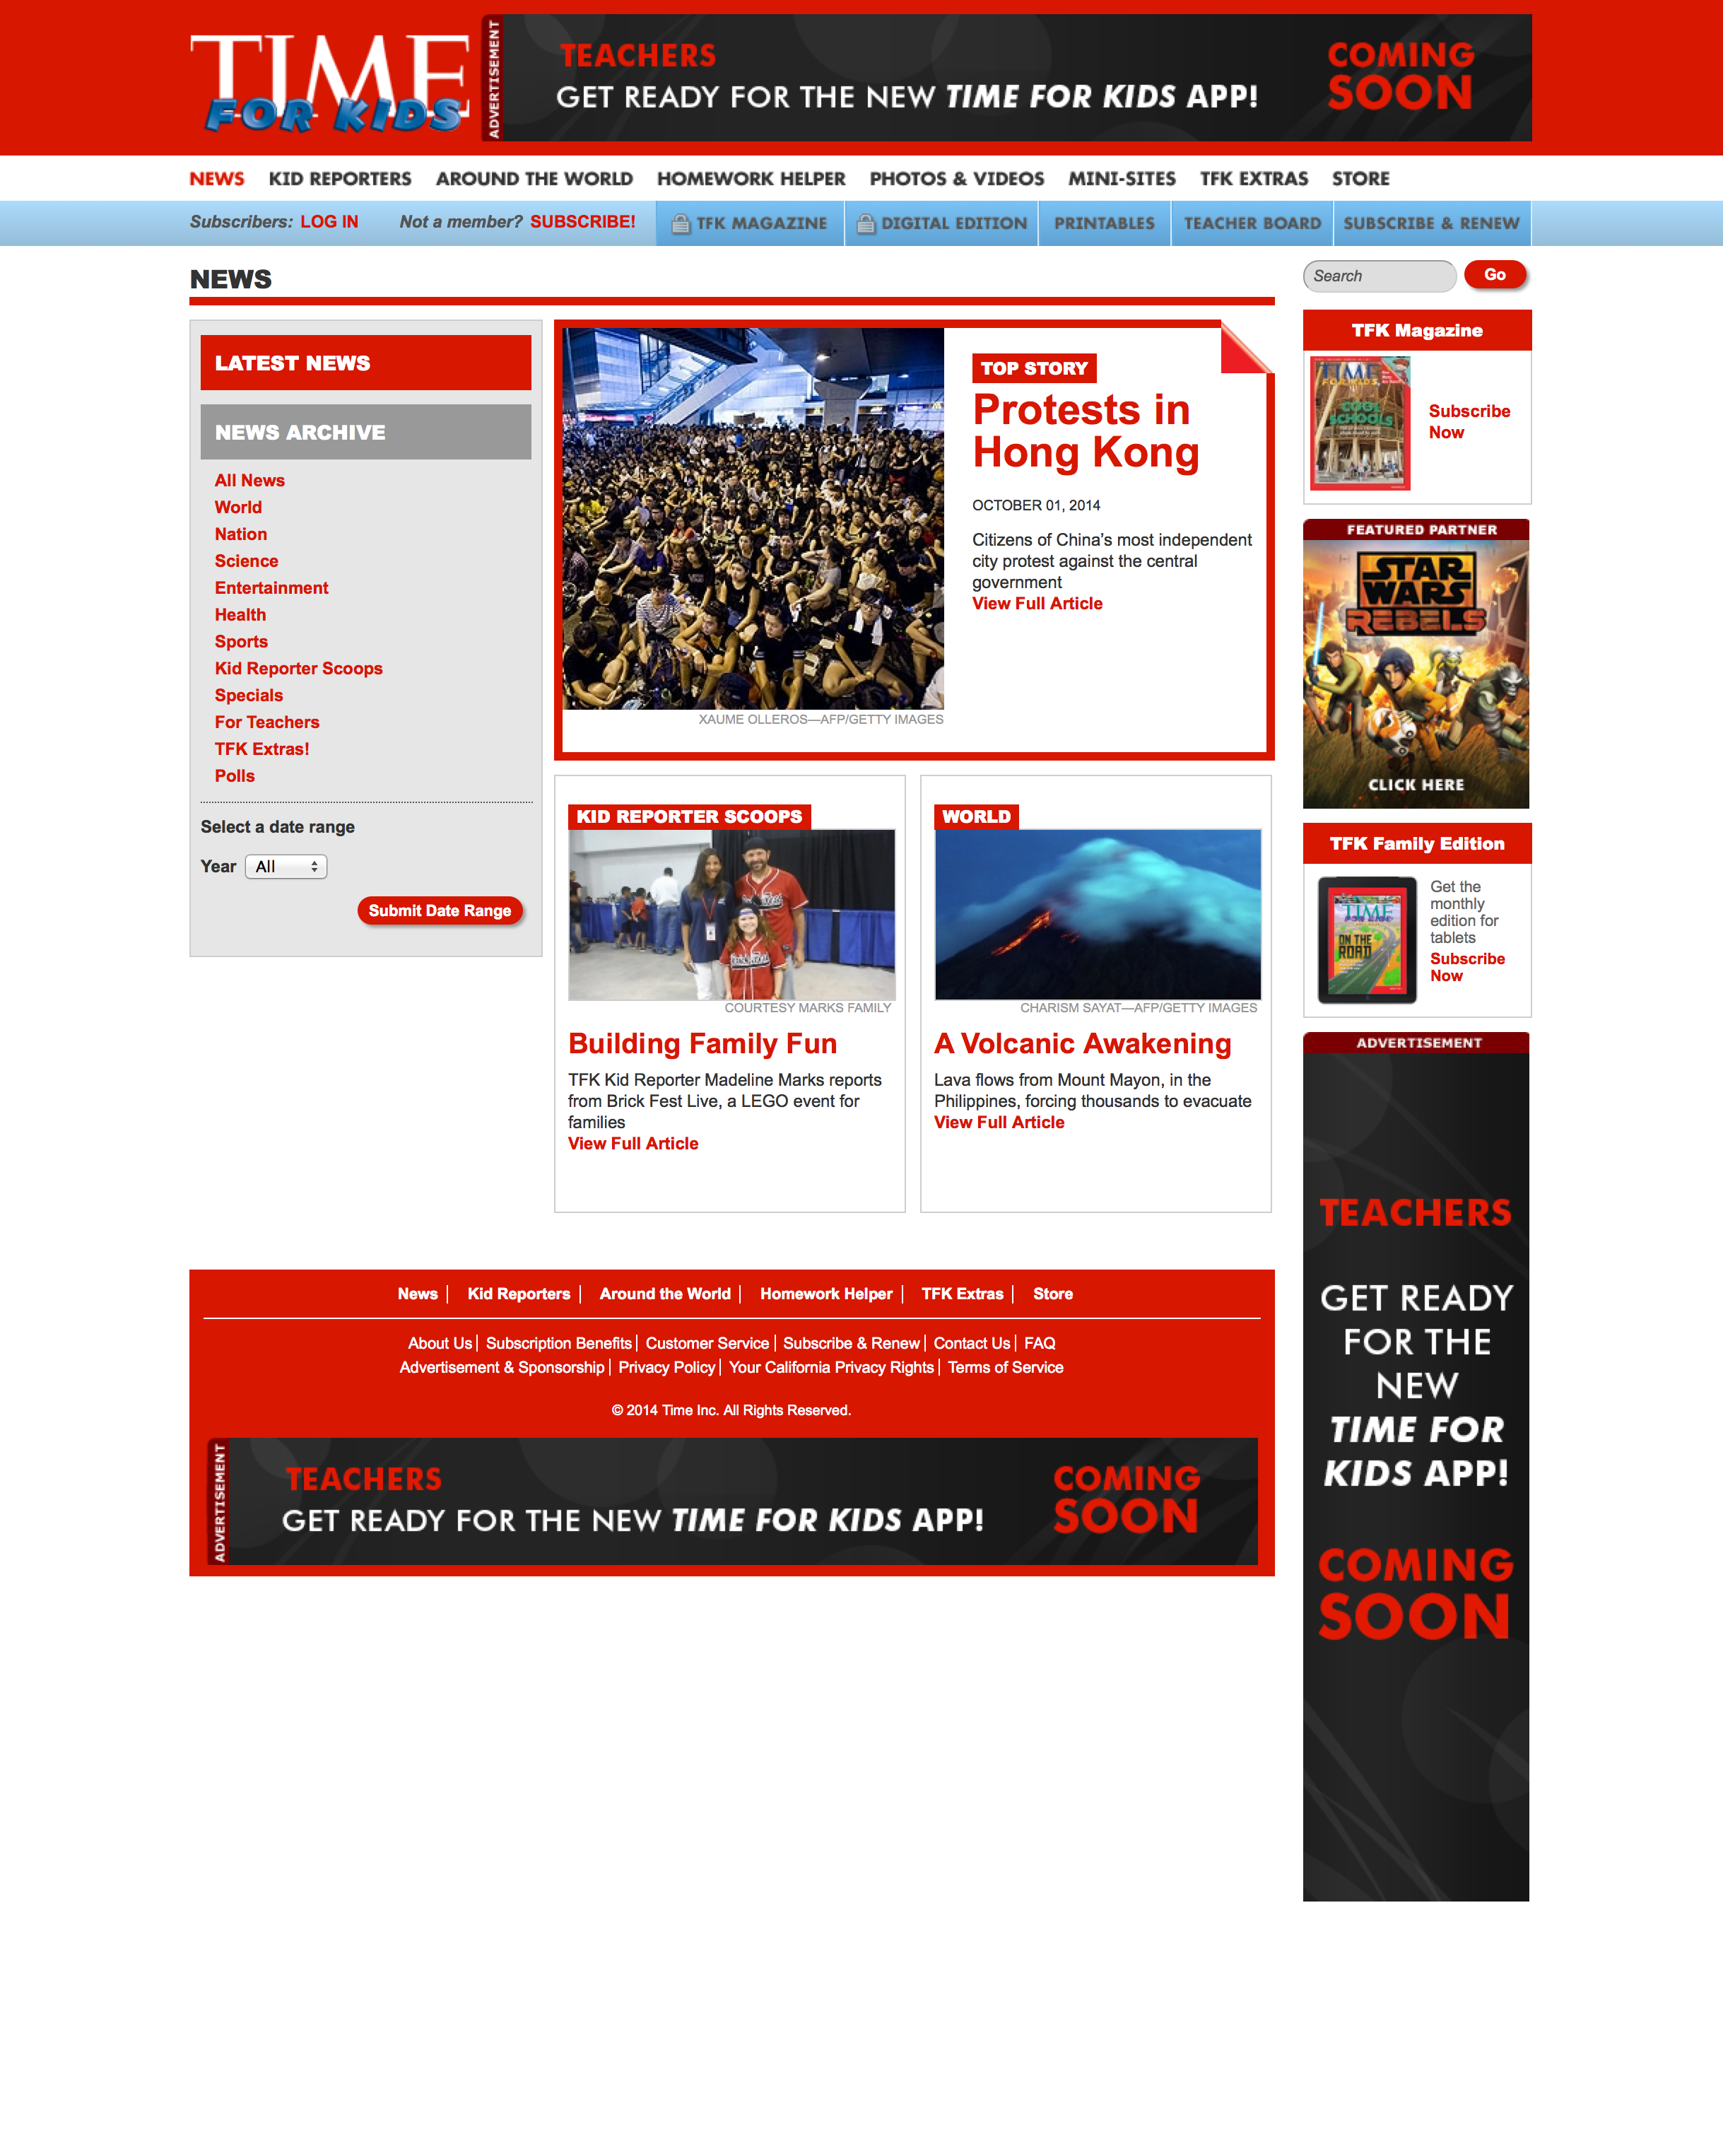 TIME
FOR KIDS
ADVERTISEMENT
TEACHERS
GET READY FOR THE NEW TIME FOR KIDS APP!
COMING
SOON
NEWS KID REPORTERS AROUND THE WORLD HOMEWORK HELPER PHOTOS & VIDEOS MINI-SITES TFK EXTRAS STORE
Subscribers: LOG IN Not a member? SUBSCRIBE! TFK MAGAZINE DIGITAL EDITION PRINTABLES TEACHER BOARD SUBSCRIBE & RENEW
NEWS
Search Go
LATEST NEWS
NEWS ARCHIVE
All News
World
Nation
Science
Entertainment
Health
Sports
Kid Reporter Scoops
Specials
For Teachers
TFK Extras!
Polls
Select a date range
Year All
Submit Date Range
TOP STORY
Protests in
Hong Kong
OCTOBER 01, 2014
Citizens of China’s most independent
city protest against the central
government
View Full Article
XAUME OLLEROS—AFP/GETTY IMAGES
KID REPORTER SCOOPS
COURTESY MARKS FAMILY
Building Family Fun
TFK Kid Reporter Madeline Marks reports
from Brick Fest Live, a LEGO event for
families
View Full Article
WORLD
CHARISM SAYAT—AFP/GETTY IMAGES
A Volcanic Awakening
Lava flows from Mount Mayon, in the
Philippines, forcing thousands to evacuate
View Full Article
TFK Magazine
TIME
FOR KIDS
COOL
SCHOOLS
Subscribe
Now
FEATURED PARTNER
STAR
WARS
REBELS
CLICK HERE
TFK Family Edition
TIME
FOR KIDS
ON THE
ROAD
Get the
monthly
edition for
tablets
Subscribe
Now
ADVERTISEMENT
TEACHERS
GET READY
FOR THE
NEW
TIME FOR
KIDS APP!
COMING
SOON
News Kid Reporters Around the World Homework Helper TFK Extras Store
About Us Subscription Benefits Customer Service Subscribe & Renew Contact Us FAQ
Advertisement & Sponsorship Privacy Policy Your California Privacy Rights Terms of Service
© 2014 Time Inc. All Rights Reserved.
ADVERTISEMENT
TEACHERS
GET READY FOR THE NEW TIME FOR KIDS APP!
COMING
SOON